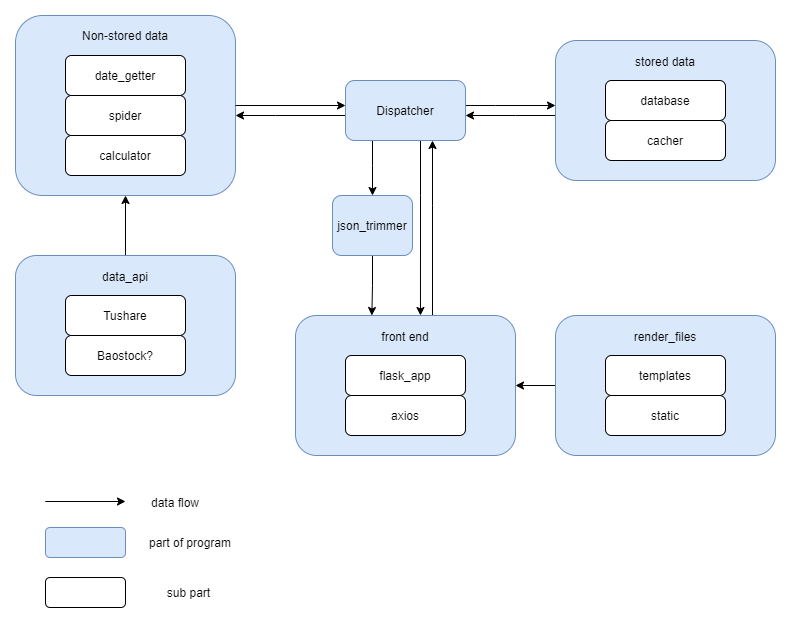 Non-stored data
date_getter
spider
calculator
Dispatcher
stored data
database
cacher
json_trimmer
data_api
Tushare
Baostock?
front end
flask_app
axios
render_files
templates
static
data flow
part of program
sub part